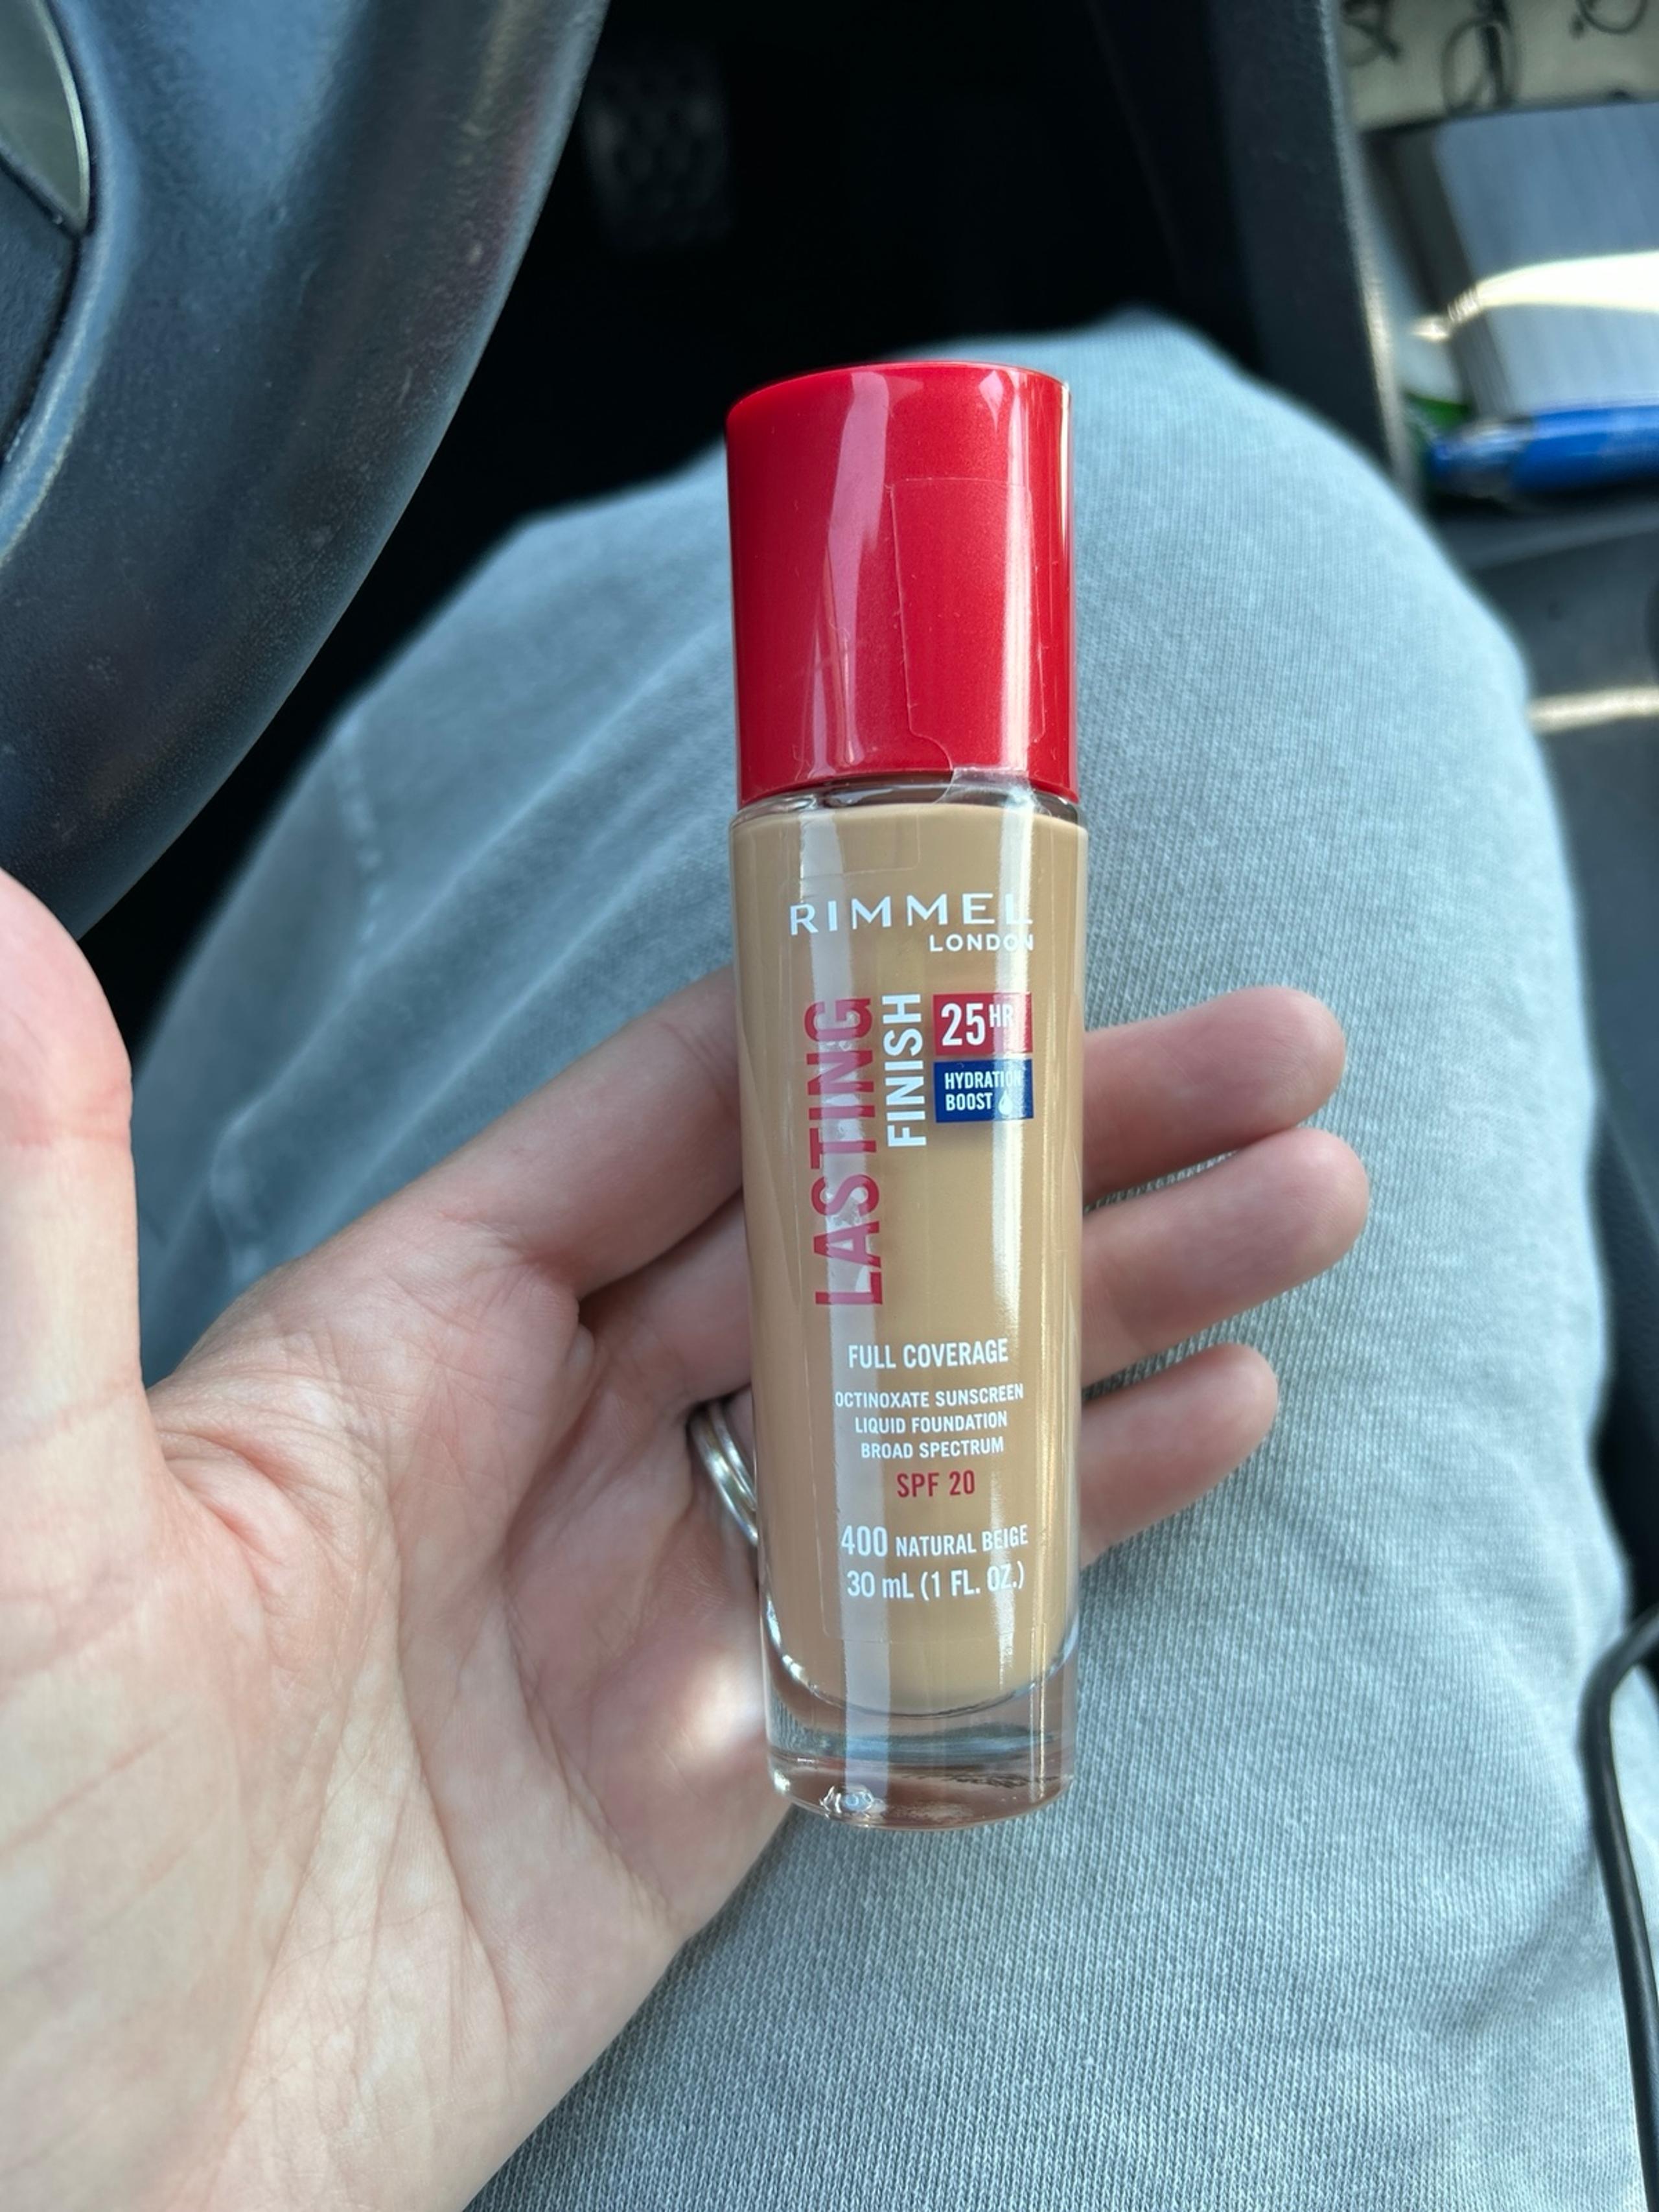 RIMMEL
LONDON
LASTING
FINISH
25HR
HYDRATION
BOOST
FULL COVERAGE
OCTINOXATE SUNSCREEN
LIQUID FOUNDATION
BROAD SPECTRUM
SPF 20
400 NATURAL BEIGE
30 mL (1 FL. OZ.)